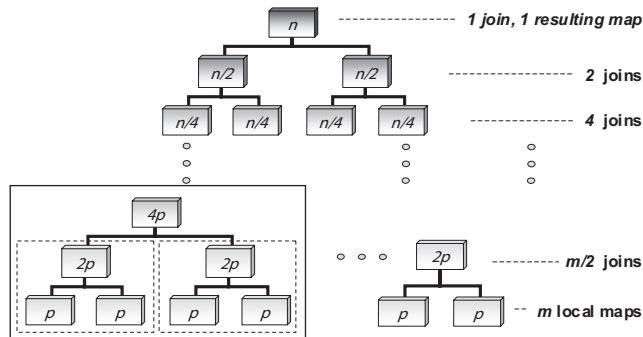 n
1 join, 1 resulting map
n/2 n/2
2 joins
n/4 n/4 n/4 n/4
4 joins
4p
2p 2p 2p
m/2 joins
p p p p p p
m local maps